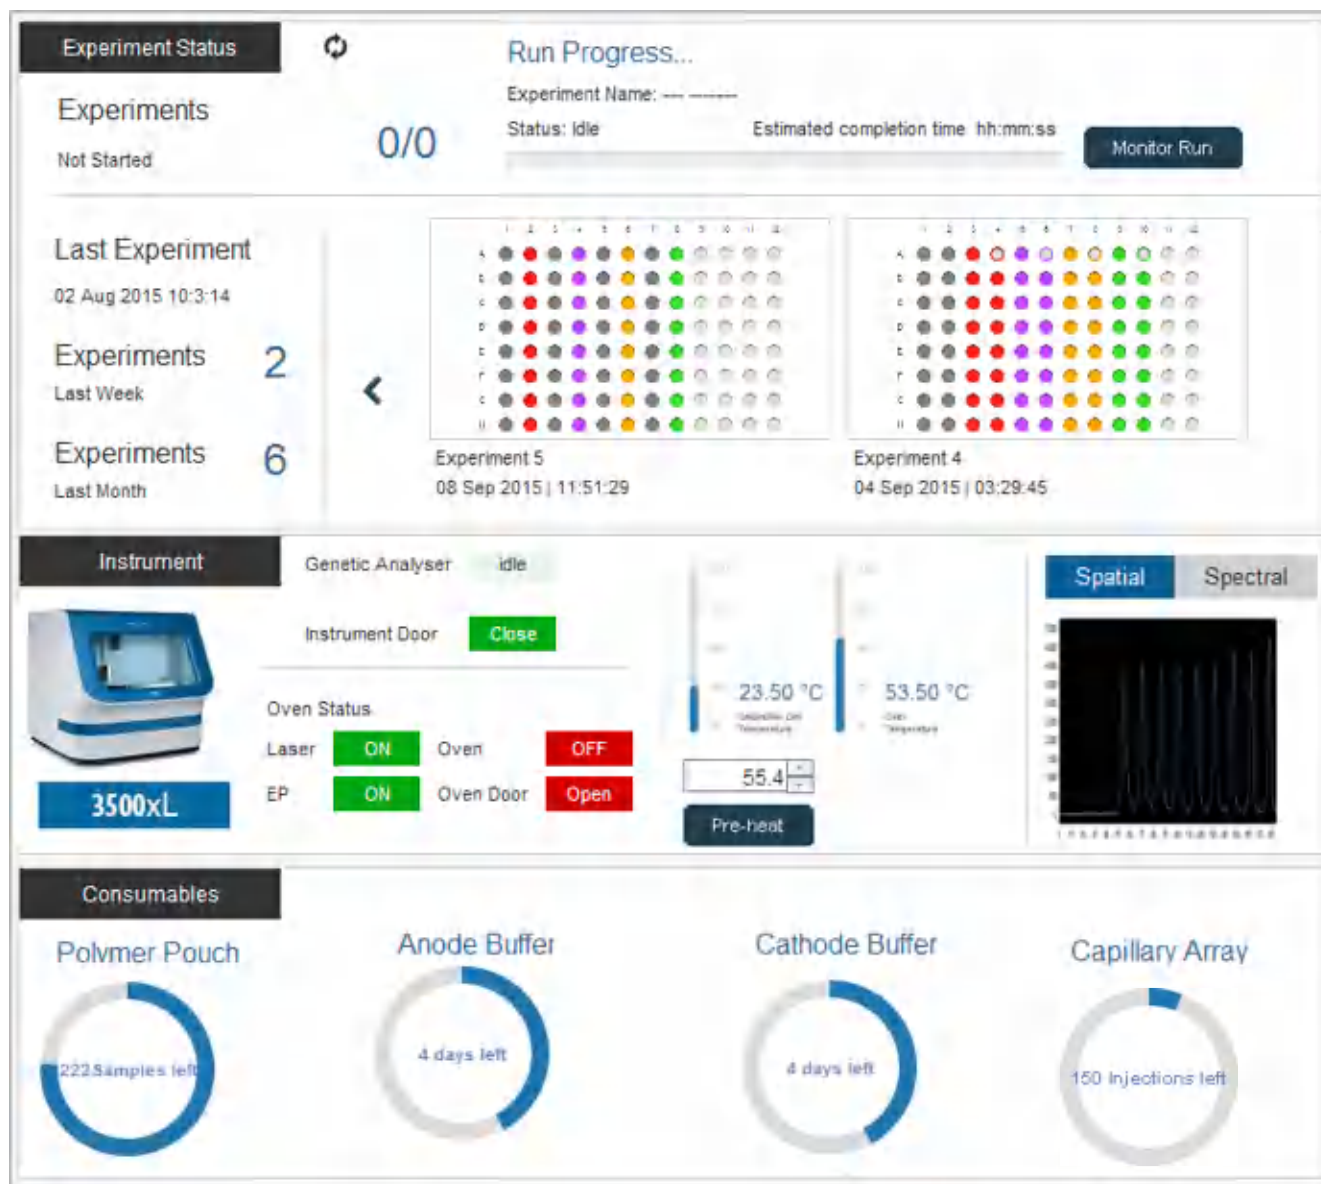 Experiment Status
Run Progress...
Experiments
Experiment Name: --- --------
0/0
Status: Idle
Estimated completion time hh:mm:ss
Monitor Run
Not Started
Last Experiment
02 Aug 2015 10:3:14
Experiments 2
Last Week
Experiments 6
Last Month
Experiment 5
08 Sep 2015 | 11:51:29
Experiment 4
04 Sep 2015 | 03:29:45
Instrument
Genetic Analyser idle
Instrument Door Close
Oven Status
Laser ON Oven OFF
EP ON Oven Door Open
3500xL
23.50 °C
Temperature
53.50 °C
Oven
Temperature
55.4
Pre-heat
Spatial Spectral
Consumables
Polymer Pouch
222 Samples left
Anode Buffer
4 days left
Cathode Buffer
4 days left
Capillary Array
150 Injections left